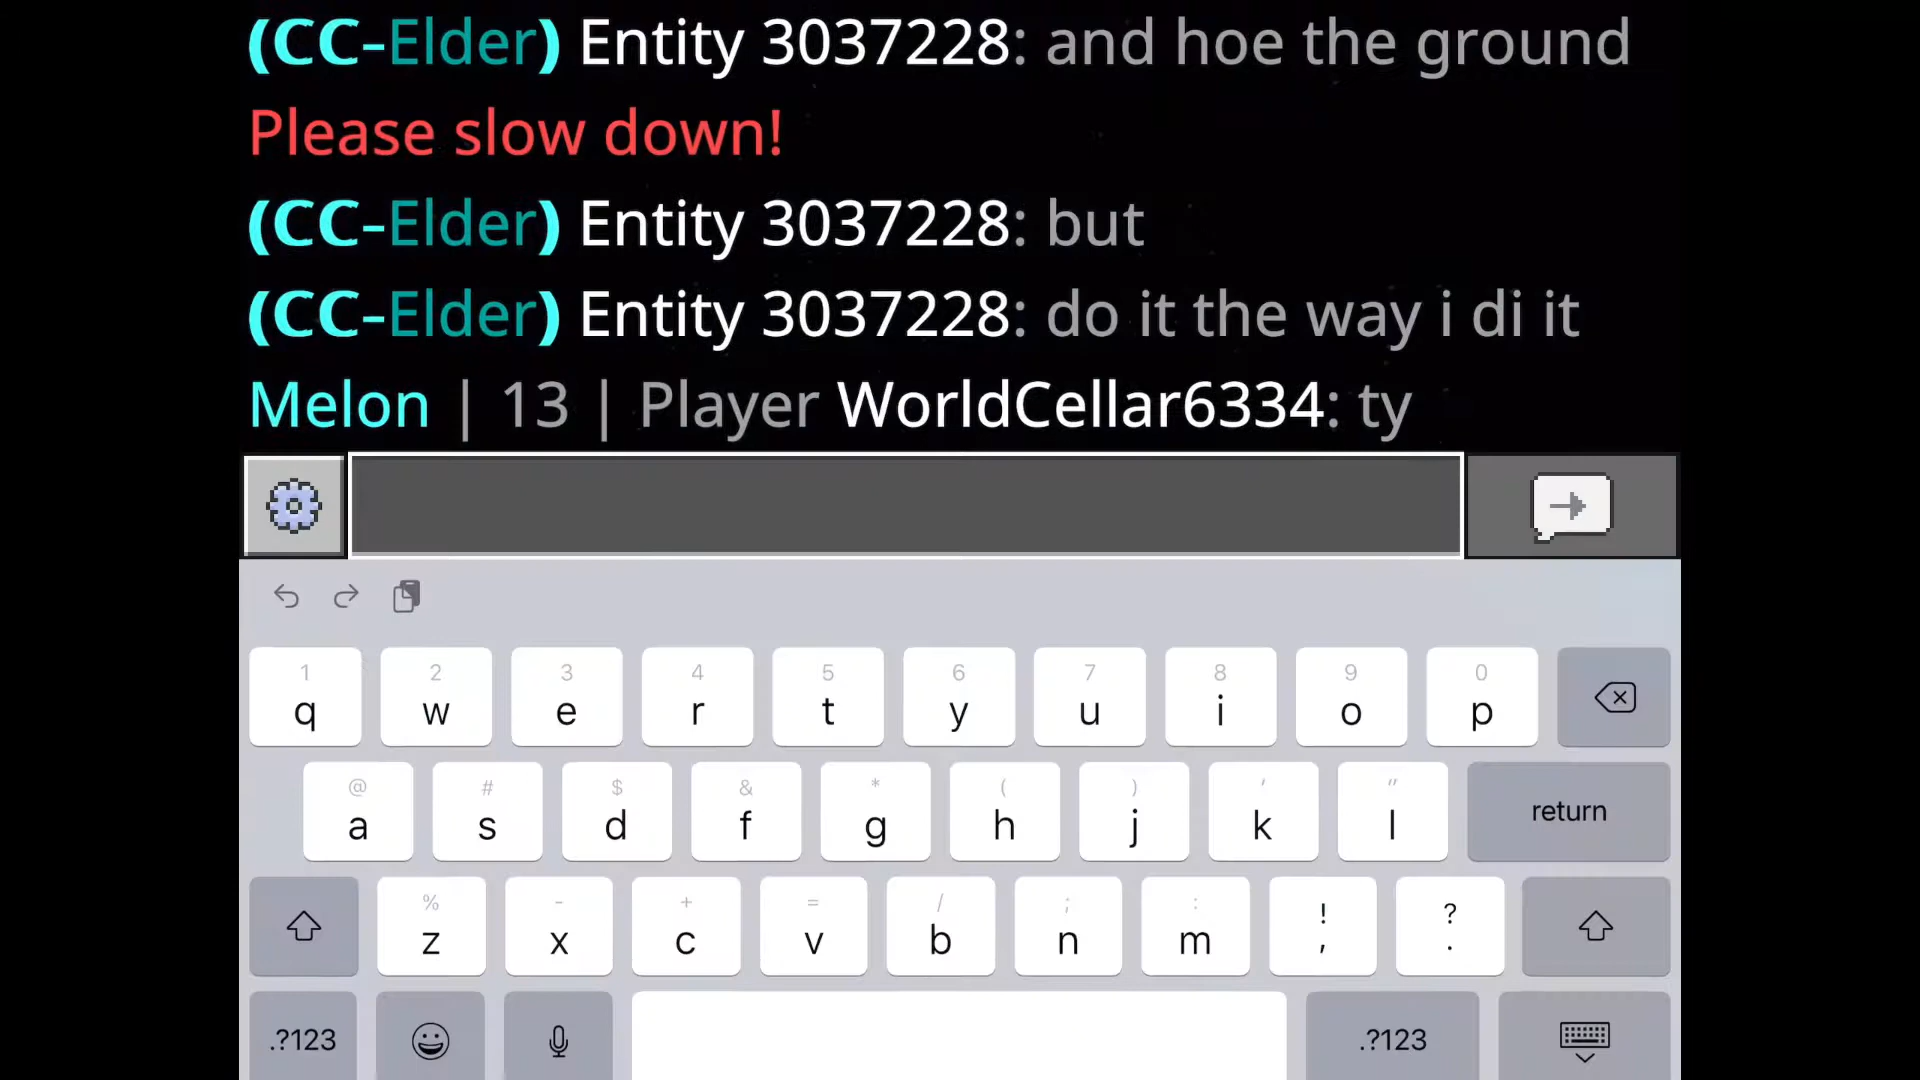 (CC-Elder) Entity 3037228: and hoe the ground
Please slow down!
(CC-Elder) Entity 3037228: but
(CC-Elder) Entity 3037228: do it the way i di it
Melon | 13 | Player WorldCellar6334: ty
1 2 3 4 5 6 7 8 9 0
q w e r t y u i o p
@ # $ & * ( ) ' "
a s d f g h j k l return
% - + = / ; : ! ?
z x c v b n m , .
.?123 .?123